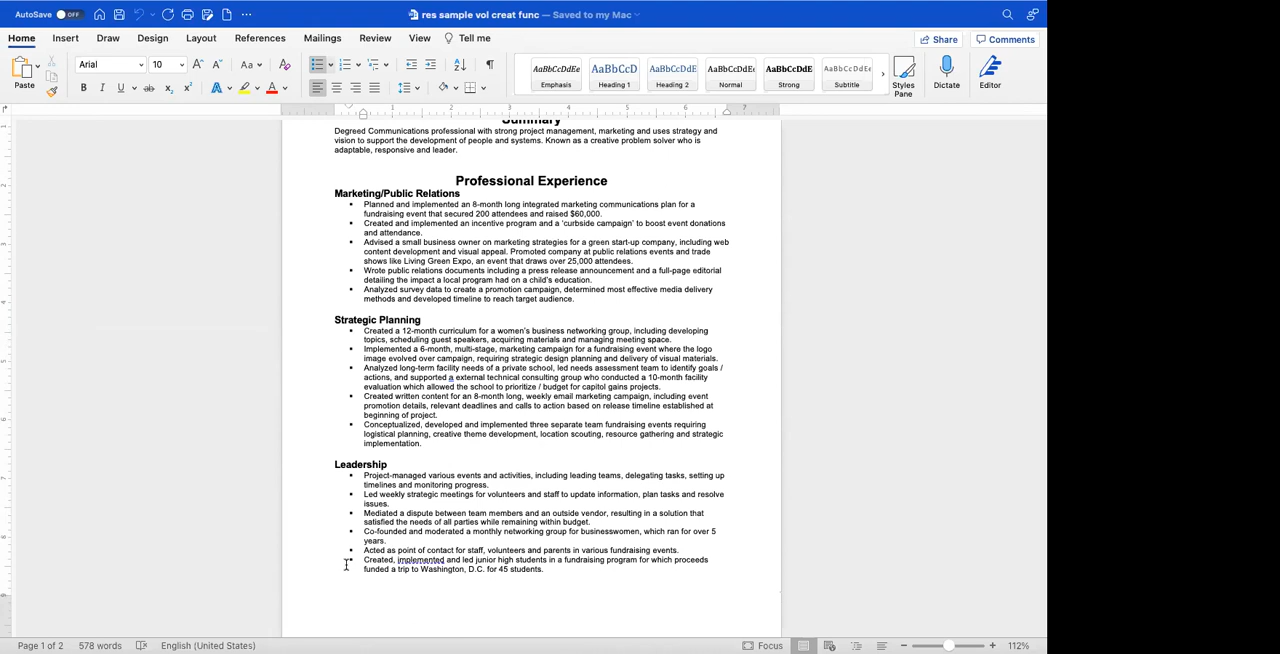 AutoSave OFF
res sample vol creat func — Saved to my Mac
Home Insert Draw Design Layout References Mailings Review View Tell me
Share Comments
Paste
Arial 10
Aa
AaBbCcDdEe AaBbCcD AaBbCcDdE AaBbCcDdE AaBbCcDdE AaBbCcDdE
Emphasis Heading 1 Heading 2 Normal Strong Subtitle
Styles Pane
Dictate
Editor
1 2 3 4 5 6 7
Summary
Degreed Communications professional with strong project management, marketing and uses strategy and
vision to support the development of people and systems. Known as a creative problem solver who is
adaptable, responsive and leader.
Professional Experience
Marketing/Public Relations
Planned and implemented an 8-month long integrated marketing communications plan for a
fundraising event that secured 200 attendees and raised $60,000.
Created and implemented an incentive program and a ‘curbside campaign’ to boost event donations
and attendance.
Advised a small business owner on marketing strategies for a green start-up company, including web
content development and visual appeal. Promoted company at public relations events and trade
shows like Living Green Expo, an event that draws over 25,000 attendees.
Wrote public relations documents including a press release announcement and a full-page editorial
detailing the impact a local program had on a child’s education.
Analyzed survey data to create a promotion campaign, determined most effective media delivery
methods and developed timeline to reach target audience.
Strategic Planning
Created a 12-month curriculum for a women’s business networking group, including developing
topics, scheduling guest speakers, acquiring materials and managing meeting space.
Implemented a 6-month, multi-stage, marketing campaign for a fundraising event where the logo
image evolved over campaign, requiring strategic design planning and delivery of visual materials.
Analyzed long-term facility needs of a private school, led needs assessment team to identify goals /
actions, and supported a external technical consulting group who conducted a 10-month facility
evaluation which allowed the school to prioritize / budget for capitol gains projects.
Created written content for an 8-month long, weekly email marketing campaign, including event
promotion details, relevant deadlines and calls to action based on release timeline established at
beginning of project.
Conceptualized, developed and implemented three separate team fundraising events requiring
logistical planning, creative theme development, location scouting, resource gathering and strategic
implementation.
Leadership
Project-managed various events and activities, including leading teams, delegating tasks, setting up
timelines and monitoring progress.
Led weekly strategic meetings for volunteers and staff to update information, plan tasks and resolve
issues.
Mediated a dispute between team members and an outside vendor, resulting in a solution that
satisfied the needs of all parties while remaining within budget.
Co-founded and moderated a monthly networking group for businesswomen, which ran for over 5
years.
Acted as point of contact for staff, volunteers and parents in various fundraising events.
Created, implemented and led junior high students in a fundraising program for which proceeds
funded a trip to Washington, D.C. for 45 students.
Page 1 of 2 578 words English (United States) Focus 112%